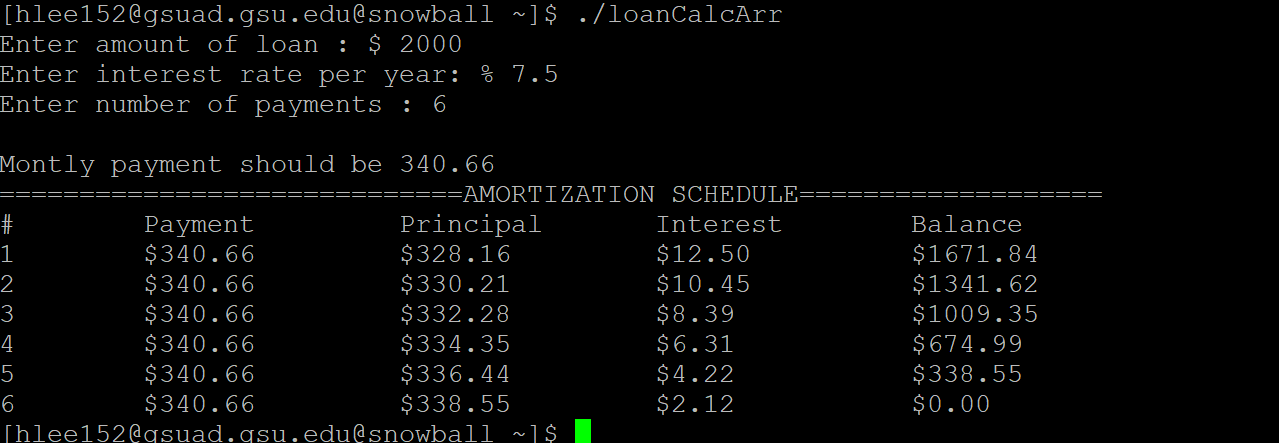 [hlee152@gsuad.gsu.edu@snowball ~]$ ./loanCalcArr
Enter amount of loan : $ 2000
Enter interest rate per year: % 7.5
Enter number of payments : 6
Montly payment should be 340.66
=============================AMORTIZATION SCHEDULE===================
# Payment Principal Interest Balance
1 $340.66 $328.16 $12.50 $1671.84
2 $340.66 $330.21 $10.45 $1341.62
3 $340.66 $332.28 $8.39 $1009.35
4 $340.66 $334.35 $6.31 $674.99
5 $340.66 $336.44 $4.22 $338.55
6 $340.66 $338.55 $2.12 $0.00
[hlee152@gsuad.gsu.edu@snowball ~]$